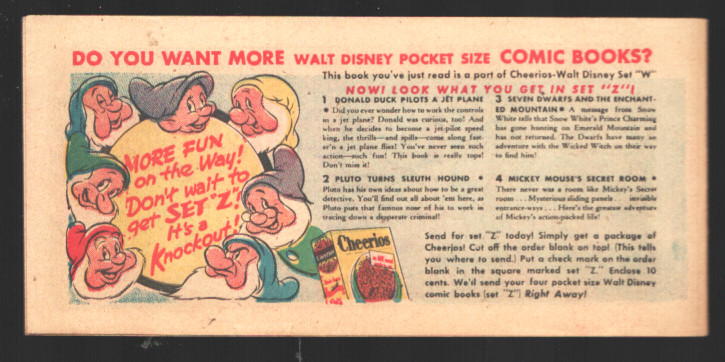 DO YOU WANT MORE WALT DISNEY POCKET SIZE COMIC BOOKS?
This book you've just read is a part of Cheerios-Walt Disney Set "W"
NOW! LOOK WHAT YOU GET IN SET "Z"!
1 DONALD DUCK PILOTS A JET PLANE
• Did you ever wonder how to work the controls
in a jet plane? Donald was curious, too! And
when he decides to become a jet-pilot speed
king, the thrills—and spills—come along fast-
er'n a jet plane flies! You've never seen such
action—such fun! This book is really tops!
Don't miss it!
2 PLUTO TURNS SLEUTH HOUND •
Pluto has his own ideas about how to be a great
detective. You'll find out all about 'em here, as
Pluto puts that famous nose of his to work in
tracing down a desperate criminal!
3 SEVEN DWARFS AND THE ENCHANT-
ED MOUNTAIN • A message from Snow
White tells that Snow White's Prince Charming
has gone hunting on Emerald Mountain and
has not returned. The Dwarfs have many an
adventure with the Wicked Witch on their way
to find him!
4 MICKEY MOUSE'S SECRET ROOM •
There never was a room like Mickey's Secret
room . . . Mysterious sliding panels . . invisible
entrance-ways . . . Here's the greatest adventure
of Mickey's action-packed life!
MORE FUN
on the Way!
Don't wait to
get SET "Z"!
It's a
Knockout!
Cheerios
Send for set "Z" today! Simply get a package of
Cheerios! Cut off the order blank on top! (This tells
you where to send.) Put a check mark on the order
blank in the square marked set "Z." Enclose 10
cents. We'll send your four pocket size Walt Disney
comic books (set "Z") Right Away!